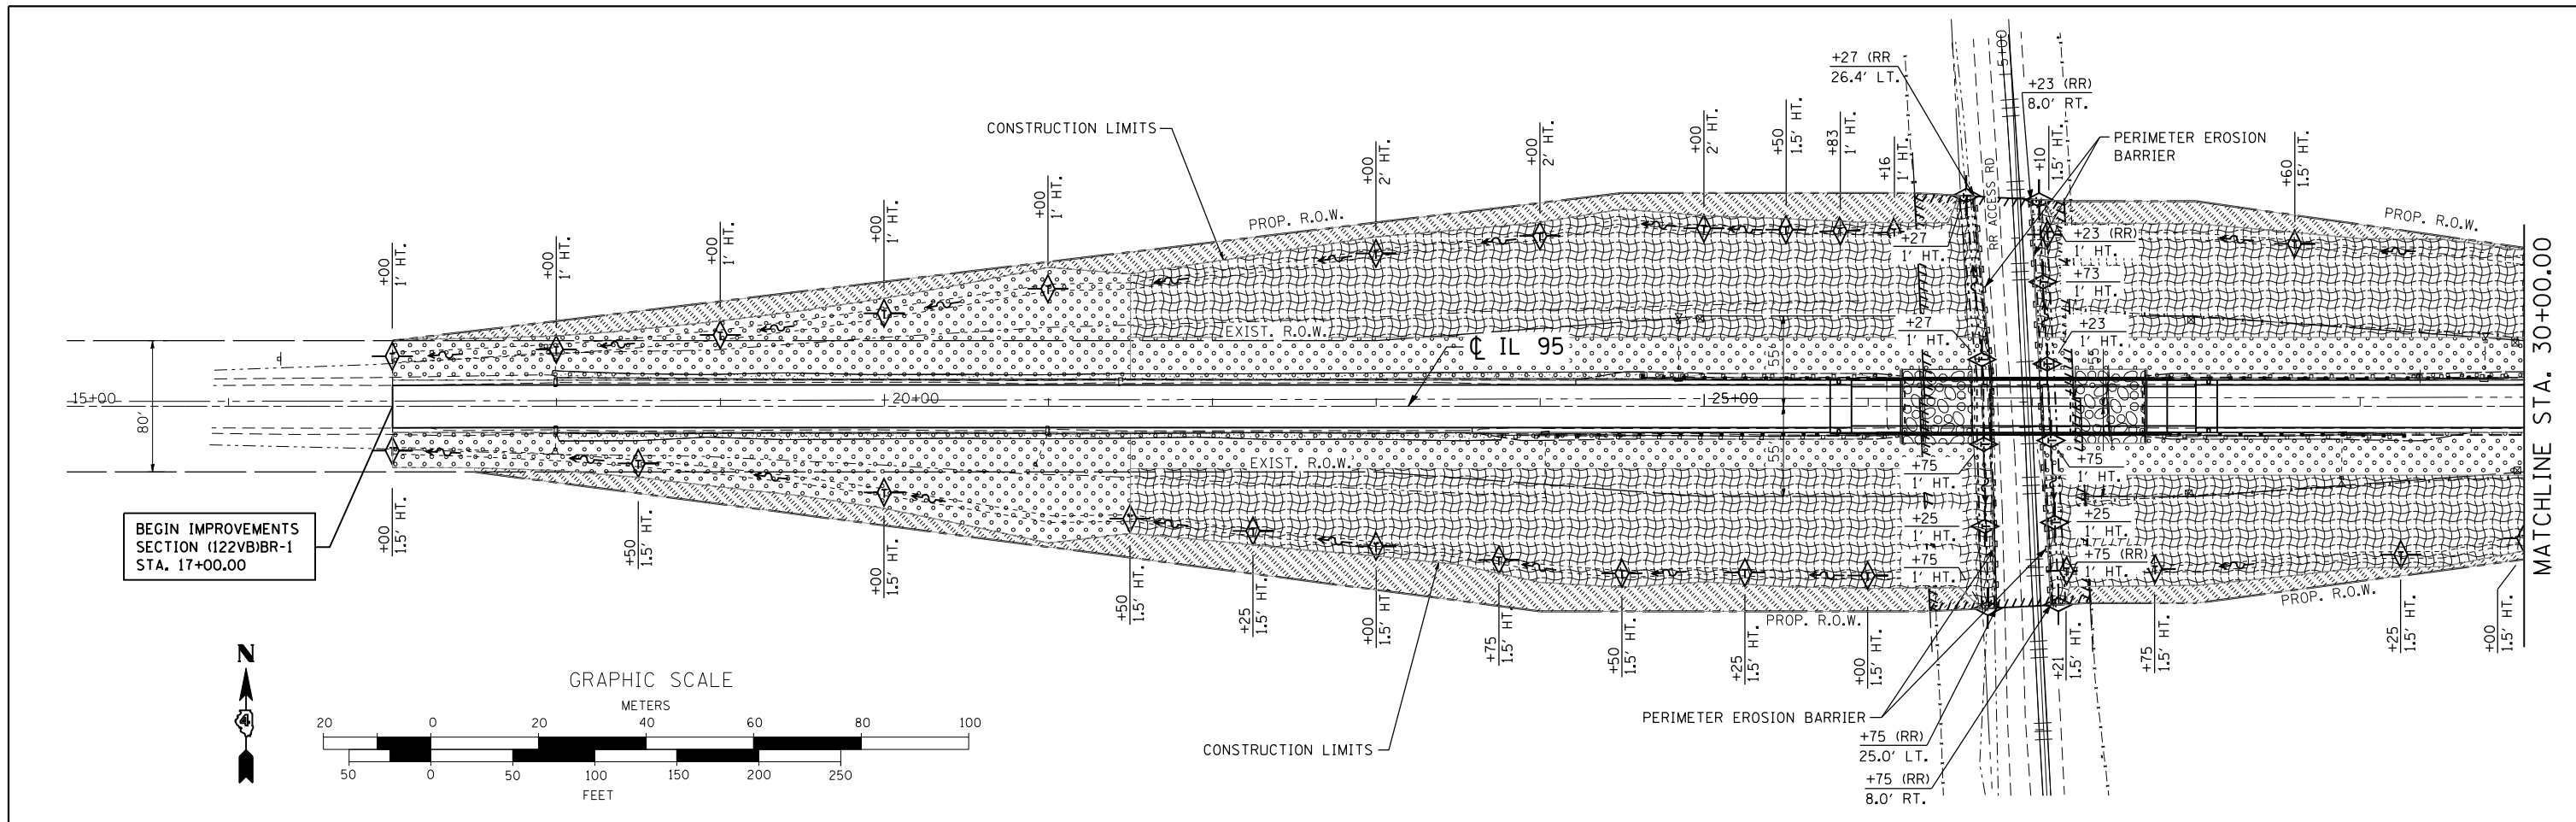 +27 (RR
26.4' LT.
+23 (RR)
8.0' RT.
CONSTRUCTION LIMITS
PERIMETER EROSION
BARRIER
+00
1' HT.
+00
1' HT.
+00
1' HT.
+00
1' HT.
+00
1' HT.
+00
2' HT.
+00
2' HT.
+00
2' HT.
+50
1.5' HT.
+83
1' HT.
+16
1' HT.
+10
1.5' HT.
+60
1.5' HT.
5+00
RR ACCESS RD
PROP. R.O.W.
PROP. R.O.W.
+27
1' HT.
+23 (RR)
1' HT.
+73
1' HT.
EXIST. R.O.W.
+27
1' HT.
+23
1' HT.
℄ IL 95
55
55
15+00
20+00
25+00
80'
55
EXIST. R.O.W.
+75
1' HT.
+75
1' HT.
+25
1' HT.
+25
1' HT.
+75
1' HT.
+75 (RR)
1' HT.
MATCHLINE STA. 30+00.00
BEGIN IMPROVEMENTS
SECTION (122VB)BR-1
STA. 17+00.00
+00
1.5' HT.
+50
1.5' HT.
+00
1.5' HT.
+50
1.5' HT.
+25
1.5' HT.
+00
1.5' HT
+75
1.5' HT.
+50
1.5' HT.
+25
1.5' HT.
+00
1.5' HT.
+21
1.5' HT.
+75
1.5' HT.
+25
1.5' HT.
+00
1.5' HT.
PROP. R.O.W.
PROP. R.O.W.
N
4
GRAPHIC SCALE
METERS
20 0 20 40 60 80 100
50 0 50 100 150 200 250
FEET
PERIMETER EROSION BARRIER
CONSTRUCTION LIMITS
+75 (RR)
25.0' LT.
+75 (RR)
8.0' RT.